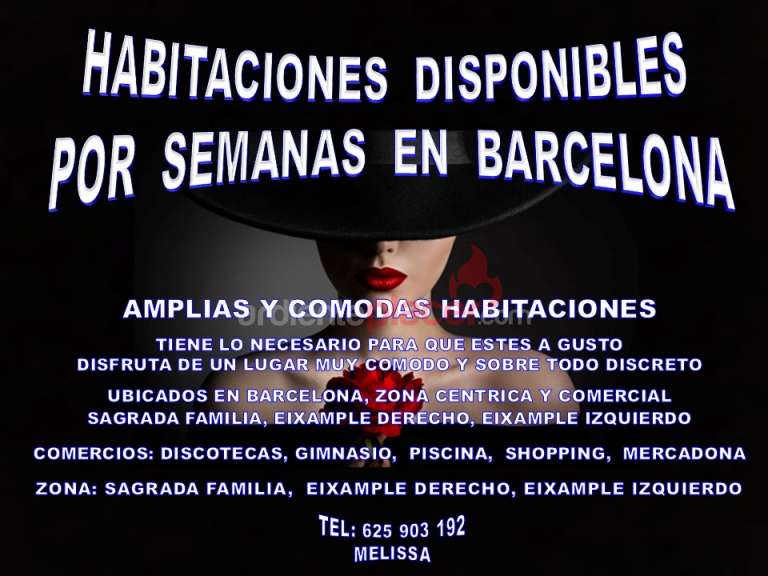 HABITACIONES DISPONIBLES
POR SEMANAS EN BARCELONA
AMPLIAS Y COMODAS HABITACIONES
ardienteplacer.com
TIENE LO NECESARIO PARA QUE ESTES A GUSTO
DISFRUTA DE UN LUGAR MUY COMODO Y SOBRE TODO DISCRETO
UBICADOS EN BARCELONA, ZONA CENTRICA Y COMERCIAL
SAGRADA FAMILIA, EIXAMPLE DERECHO, EIXAMPLE IZQUIERDO
COMERCIOS: DISCOTECAS, GIMNASIO, PISCINA, SHOPPING, MERCADONA
ZONA: SAGRADA FAMILIA, EIXAMPLE DERECHO, EIXAMPLE IZQUIERDO
TEL: 625 903 192
MELISSA